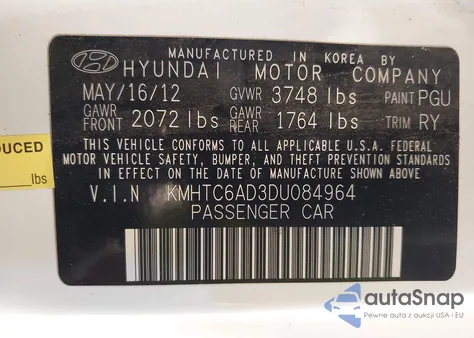 MANUFACTURED IN KOREA BY
HYUNDAI MOTOR COMPANY
MAY/16/12 GVWR 3748 lbs PAINT PGU
GAWR FRONT 2072 lbs GAWR REAR 1764 lbs TRIM RY
THIS VEHICLE CONFORMS TO ALL APPLICABLE U.S.A. FEDERAL
MOTOR VEHICLE SAFETY, BUMPER, AND THEFT PREVENTION STANDARDS
IN EFFECT ON THE DATE OF MANUFACTURE SHOWN ABOVE.
V.I.N KMHTC6AD3DU084964
PASSENGER CAR
DUCED
lbs
autoSnap
Pewne auta z aukcji USA i EU